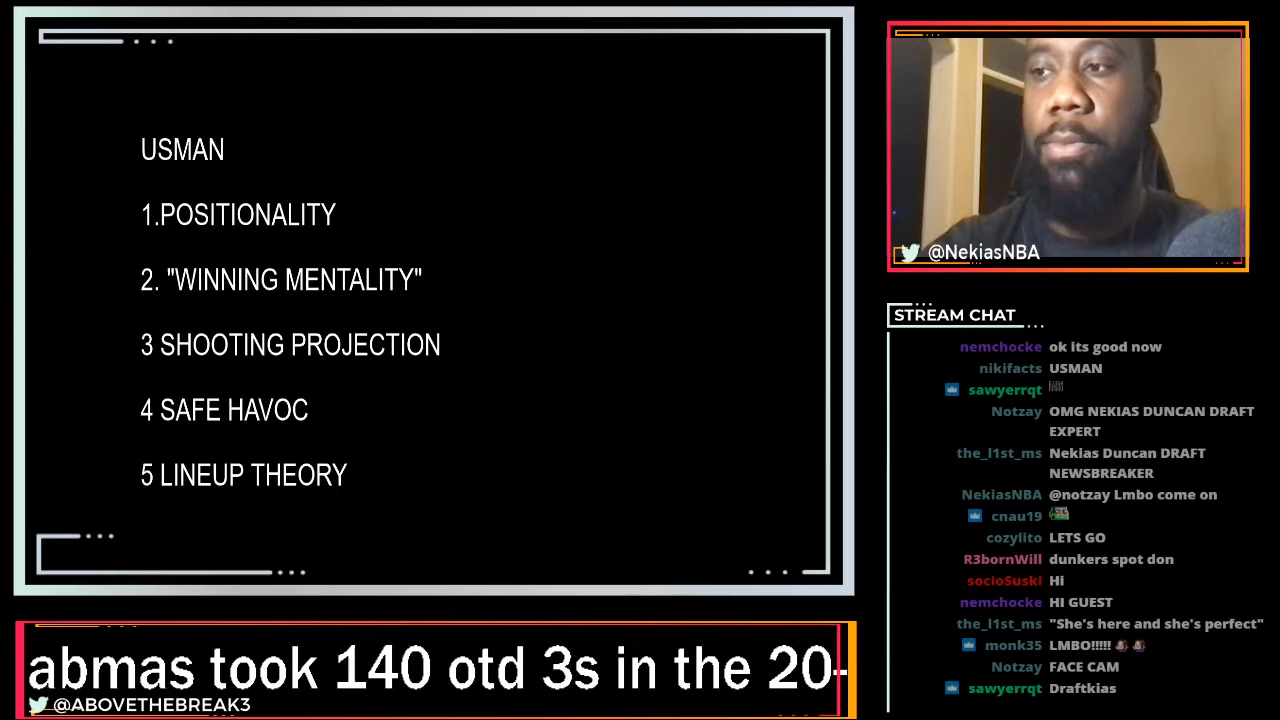 USMAN
1.POSITIONALITY
2. "WINNING MENTALITY"
3 SHOOTING PROJECTION
4 SAFE HAVOC
5 LINEUP THEORY
abmas took 140 otd 3s in the 20-
@ABOVETHEBREAK3
@NekiasNBA
STREAM CHAT
nemchocke ok its good now
nikifacts USMAN
sawyerrqt
Notzay OMG NEKIAS DUNCAN DRAFT
EXPERT
the_l1st_ms Nekias Duncan DRAFT
NEWSBREAKER
NekiasNBA @notzay Lmbo come on
cnau19
cozylito LETS GO
R3bornWill dunkers spot don
socioSuski Hi
nemchocke HI GUEST
the_l1st_ms "She's here and she's perfect"
monk35 LMBO!!!!!
Notzay FACE CAM
sawyerrqt Draftkias